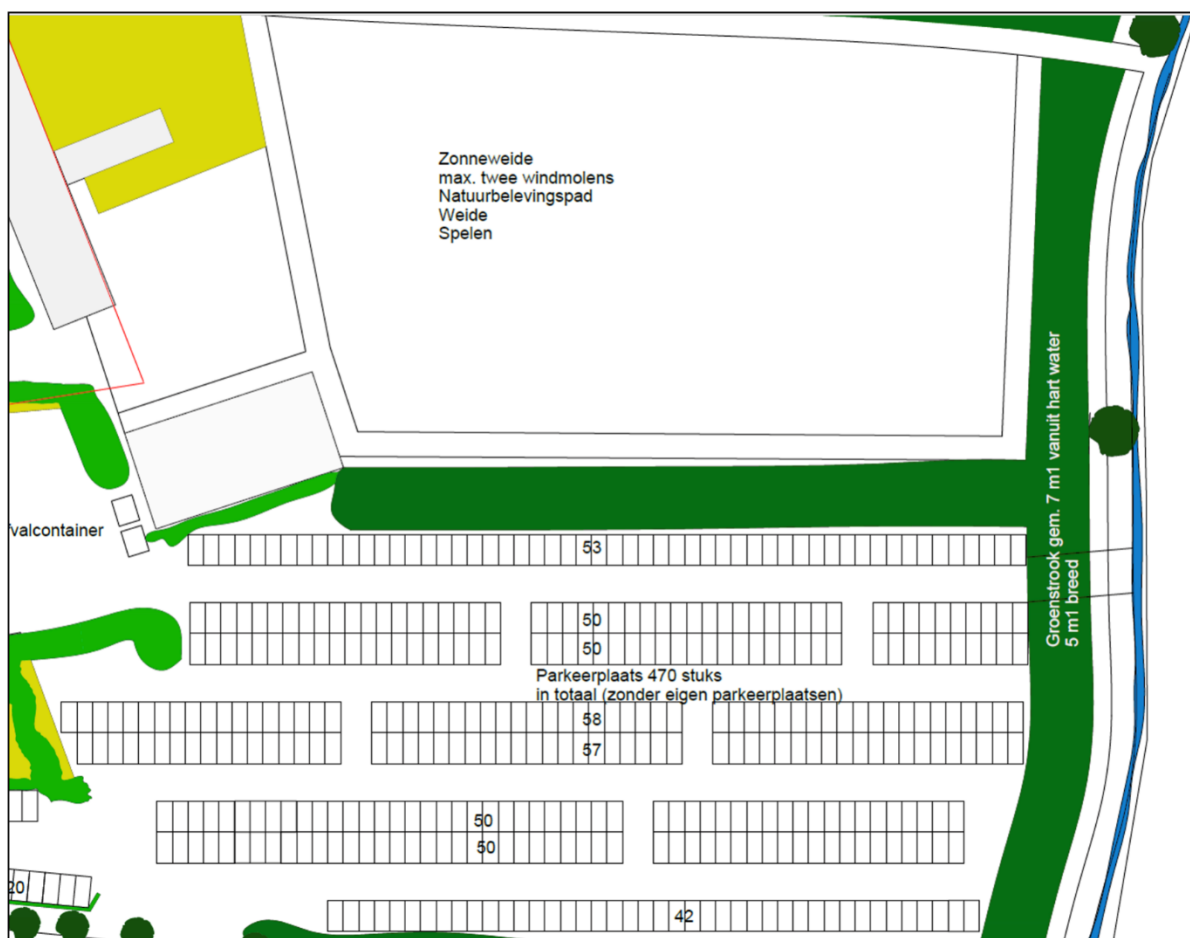 Zonneweide
max. twee windmolens
Natuurbelevingspad
Weide
Spelen
Groenstrook gem. 7 m1 vanuit hart water
5 m1 breed
valcontainer
53
50
50
Parkeerplaats 470 stuks
in totaal (zonder eigen parkeerplaatsen)
58
57
50
50
20
42